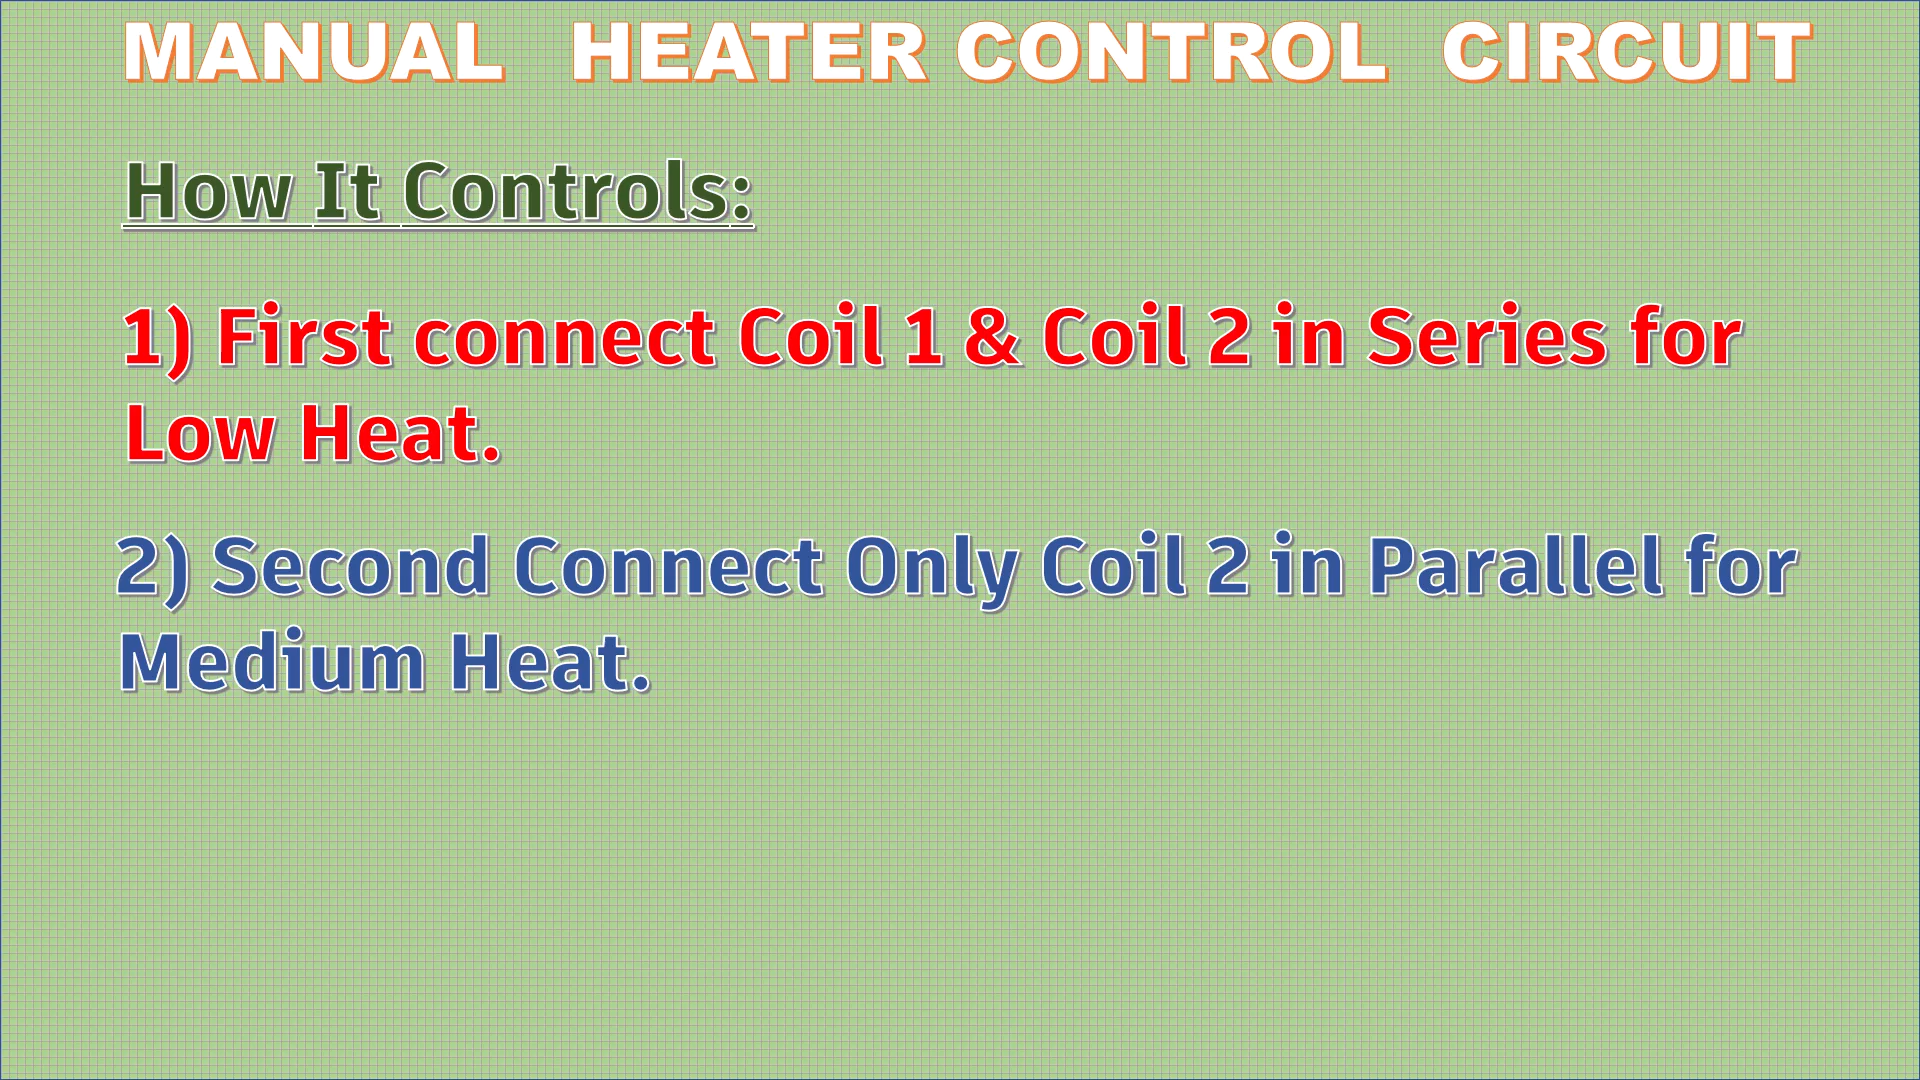 MANUAL HEATER CONTROL CIRCUIT
How It Controls:
1) First connect Coil 1 & Coil 2 in Series for
Low Heat.
2) Second Connect Only Coil 2 in Parallel for
Medium Heat.